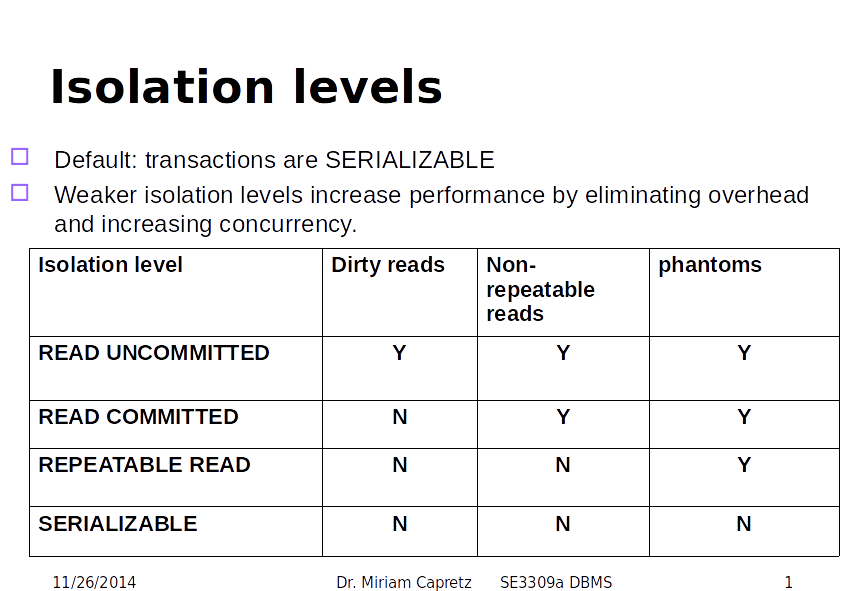 Isolation levels
Default: transactions are SERIALIZABLE
Weaker isolation levels increase performance by eliminating overhead
and increasing concurrency.
Isolation level Dirty reads Non-
repeatable
reads phantoms
READ UNCOMMITTED Y Y Y
READ COMMITTED N Y Y
REPEATABLE READ N N Y
SERIALIZABLE N N N
11/26/2014 Dr. Miriam Capretz SE3309a DBMS 1